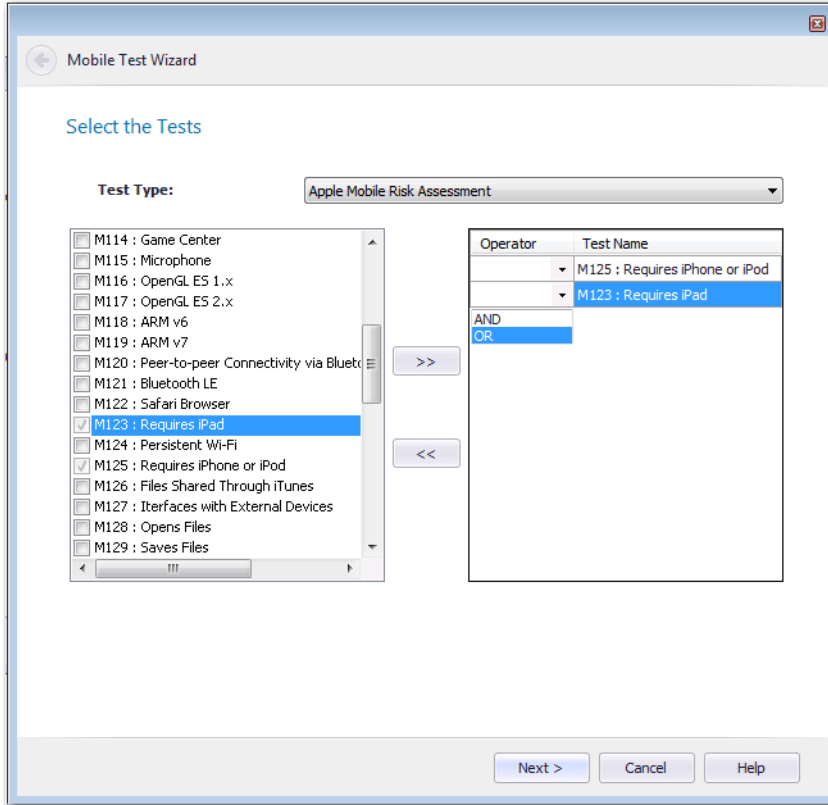 Mobile Test Wizard
Select the Tests
Test Type:
Apple Mobile Risk Assessment
M114 : Game Center
M115 : Microphone
M116 : OpenGL ES 1.x
M117 : OpenGL ES 2.x
M118 : ARM v6
M119 : ARM v7
M120 : Peer-to-peer Connectivity via Blueto
M121 : Bluetooth LE
M122 : Safari Browser
M123 : Requires iPad
M124 : Persistent Wi-Fi
M125 : Requires iPhone or iPod
M126 : Files Shared Through iTunes
M127 : Iterfaces with External Devices
M128 : Opens Files
M129 : Saves Files
>>
<<
Operator Test Name
M125 : Requires iPhone or iPod
M123 : Requires iPad
AND
OR
Next >
Cancel
Help